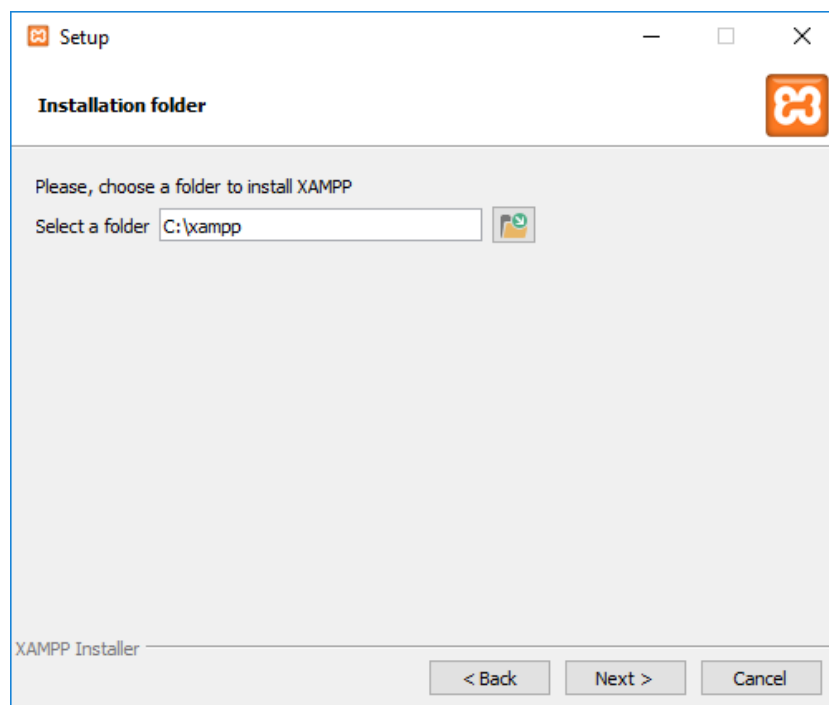 Setup
Installation folder
Please, choose a folder to install XAMPP
Select a folder C:\xampp
XAMPP Installer
< Back Next > Cancel